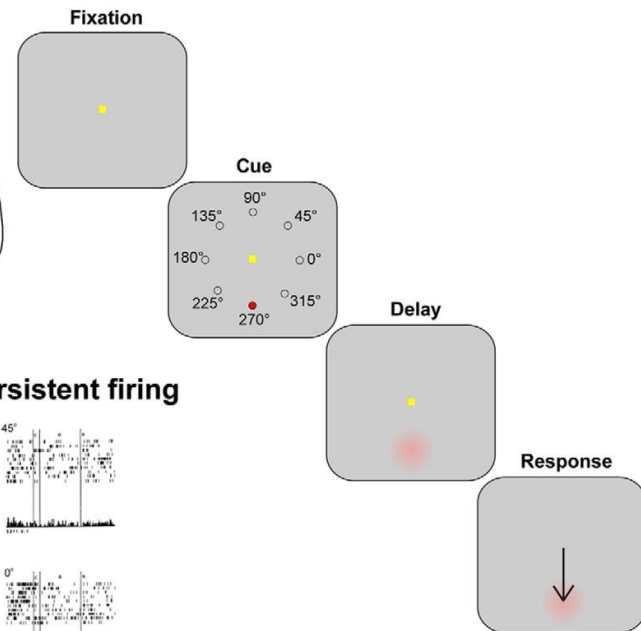 Fixation
Cue
90°
135° 45°
180° 0°
225° 315°
270°
Delay
rsistent firing
45°
Response
0°